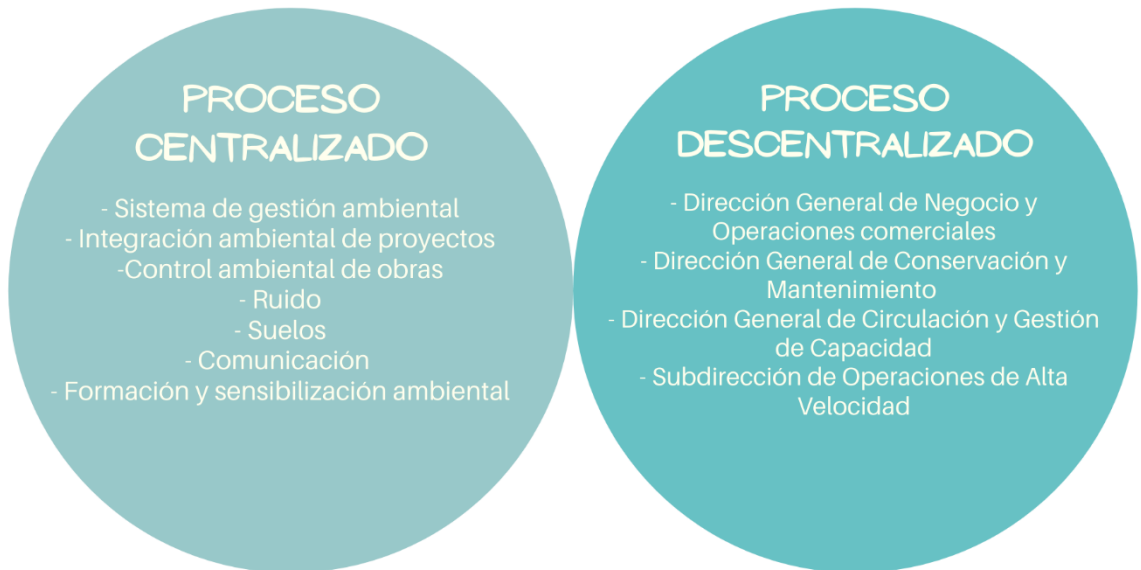 PROCESO
CENTRALIZADO
- Sistema de gestión ambiental
- Integración ambiental de proyectos
-Control ambiental de obras
- Ruido
- Suelos
- Comunicación
- Formación y sensibilización ambiental
PROCESO
DESCENTRALIZADO
- Dirección General de Negocio y
Operaciones comerciales
- Dirección General de Conservación y
Mantenimiento
- Dirección General de Circulación y Gestión
de Capacidad
- Subdirección de Operaciones de Alta
Velocidad